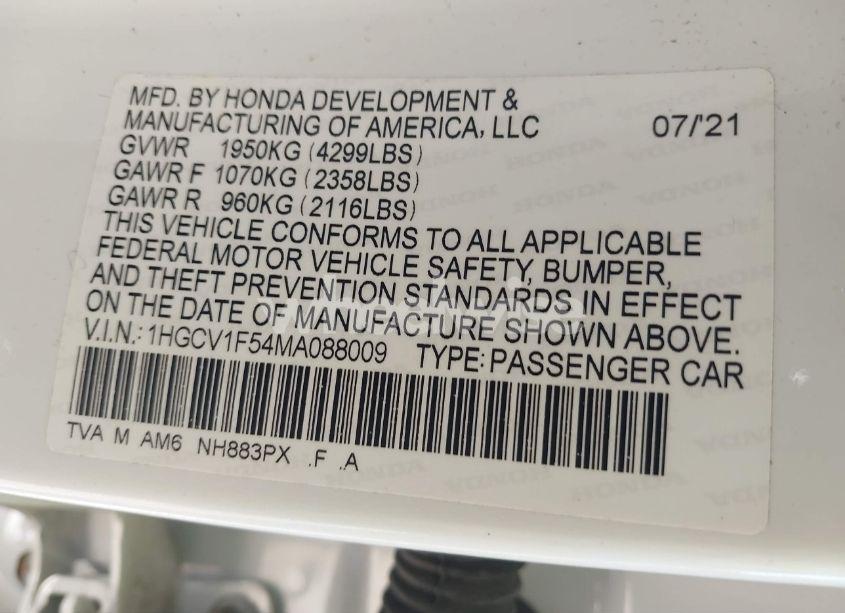 MFD. BY HONDA DEVELOPMENT &
MANUFACTURING OF AMERICA, LLC 07/'21
GVWR 1950KG (4299LBS)
GAWR F 1070KG (2358LBS)
GAWR R 960KG (2116LBS)
THIS VEHICLE CONFORMS TO ALL APPLICABLE
FEDERAL MOTOR VEHICLE SAFETY, BUMPER,
AND THEFT PREVENTION STANDARDS IN EFFECT
ON THE DATE OF MANUFACTURE SHOWN ABOVE.
V.I.N.: 1HGCV1F54MA088009 TYPE: PASSENGER CAR
TVA M AM6 NH883PX .F .A